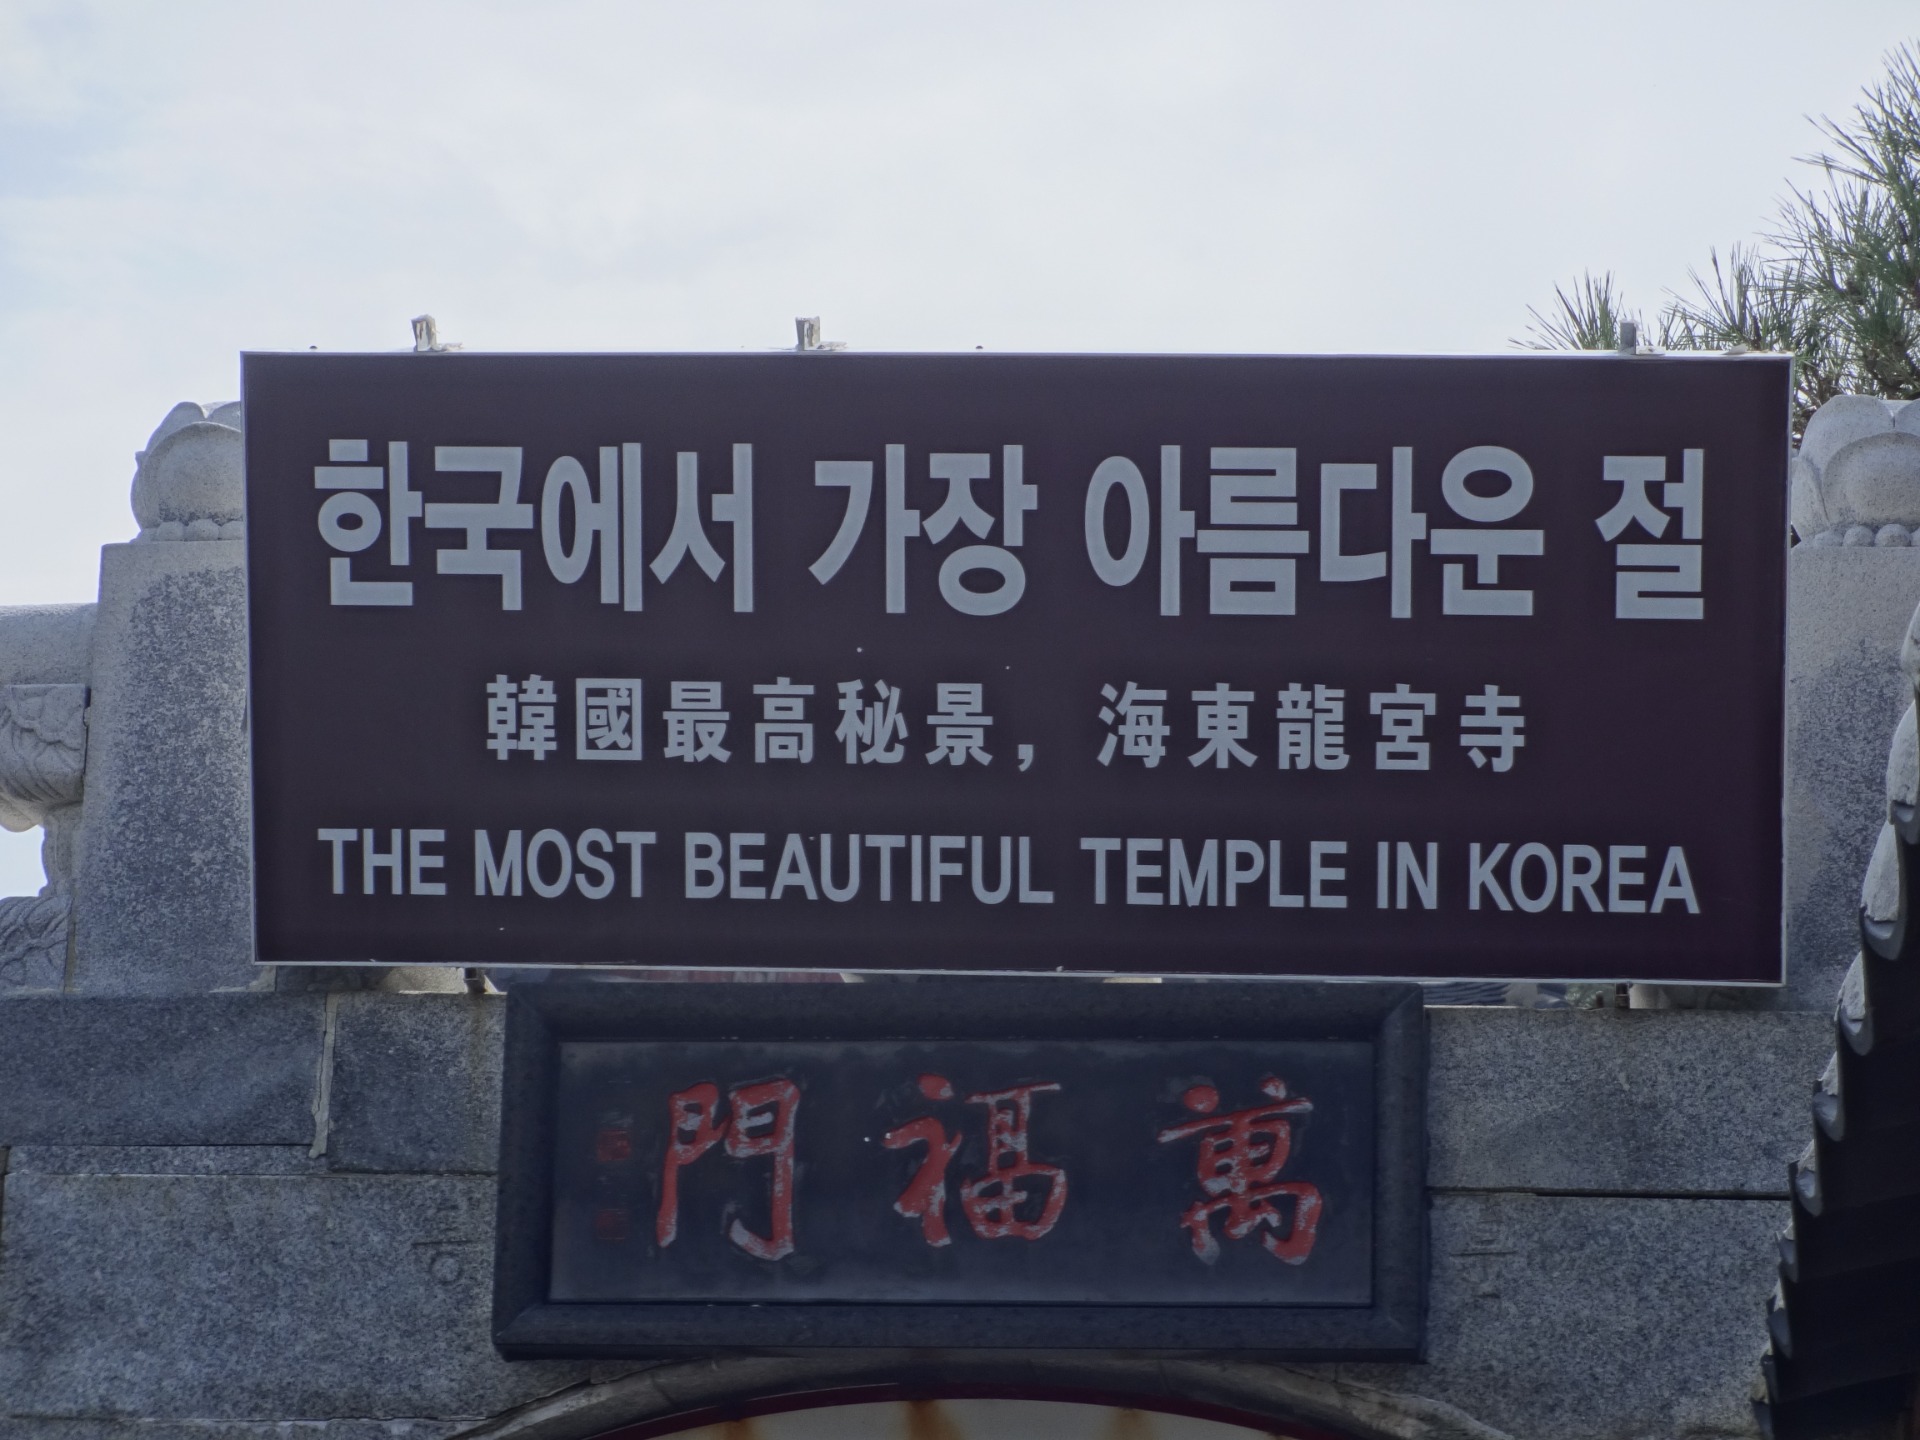 한국에서 가장 아름다운 절
韓國最高秘景, 海東龍宮寺
THE MOST BEAUTIFUL TEMPLE IN KOREA
萬福門